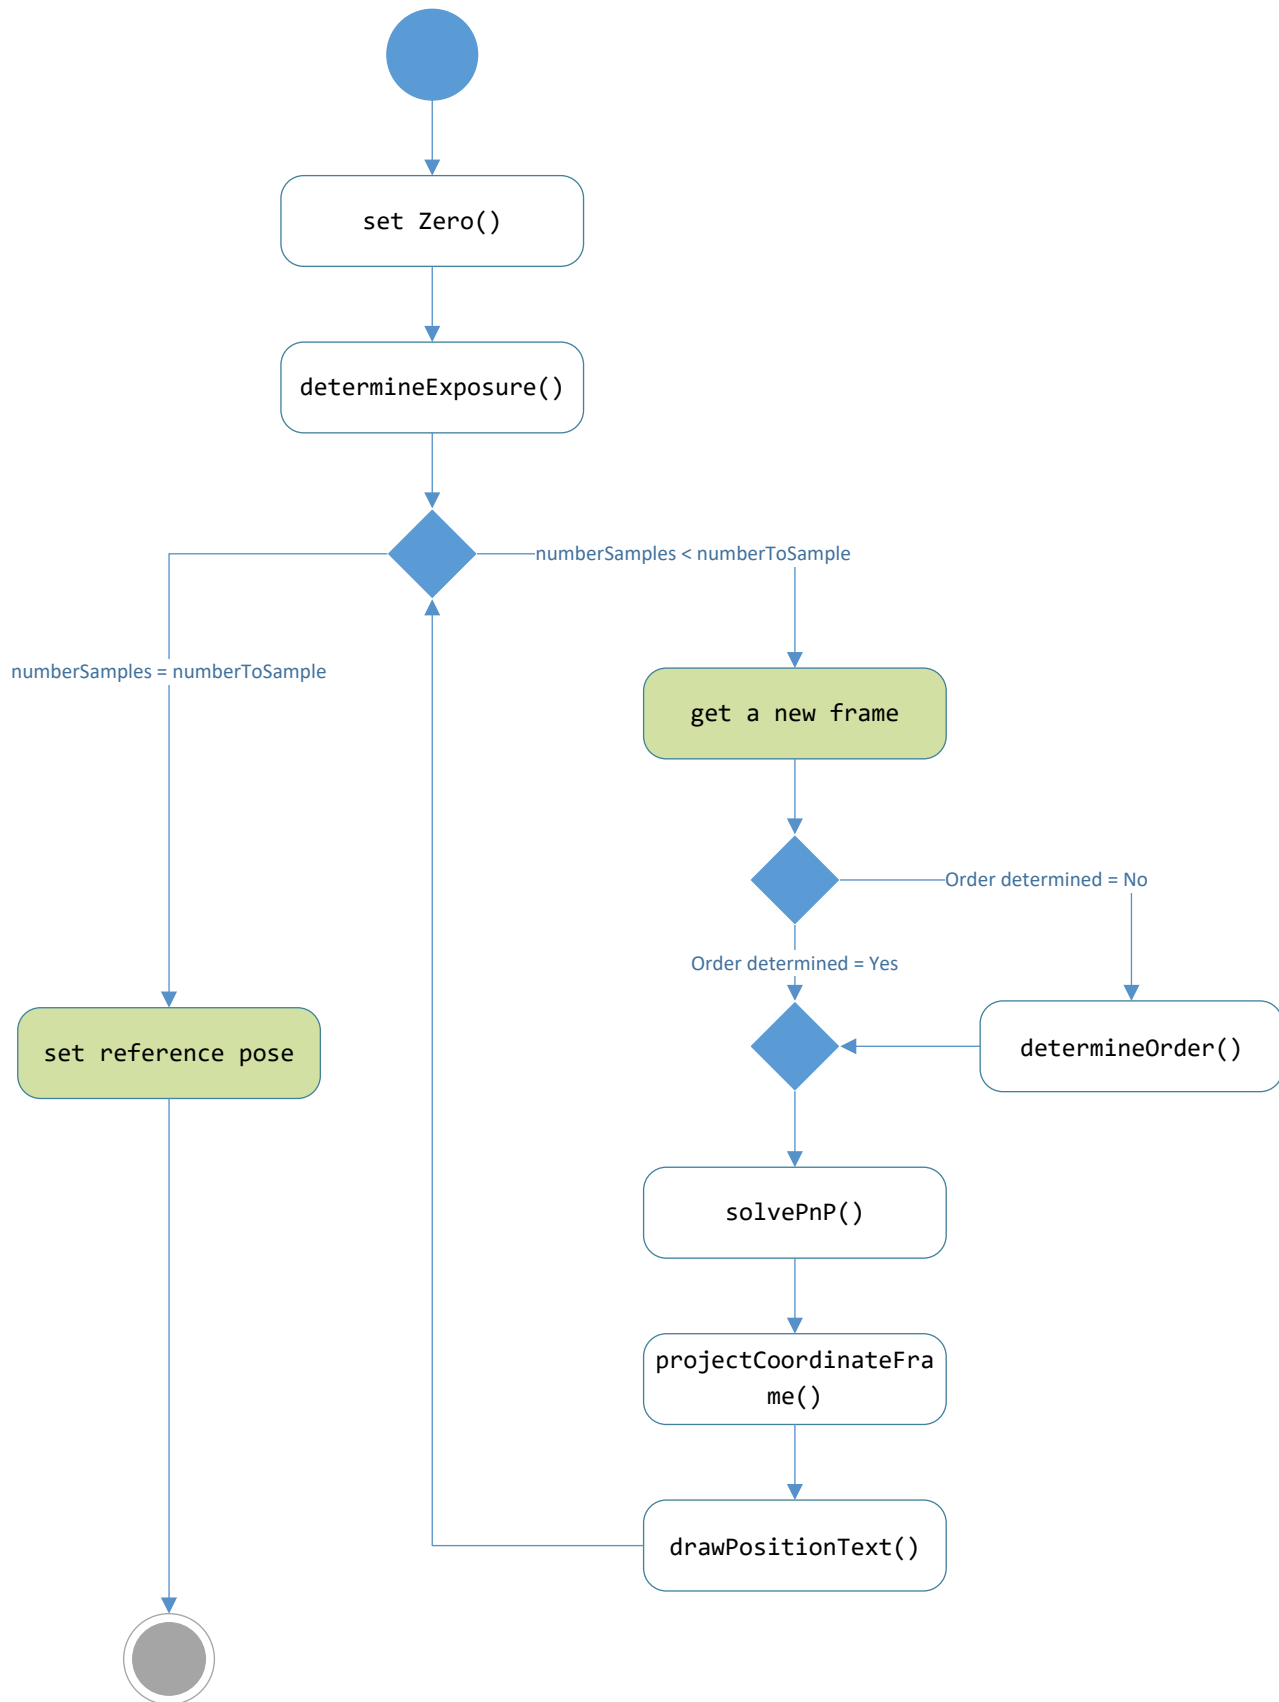 set Zero()
determineExposure()
numberSamples < numberToSample
numberSamples = numberToSample
get a new frame
Order determined = No
Order determined = Yes
set reference pose
determineOrder()
solvePnP()
projectCoordinateFra
me()
drawPositionText()